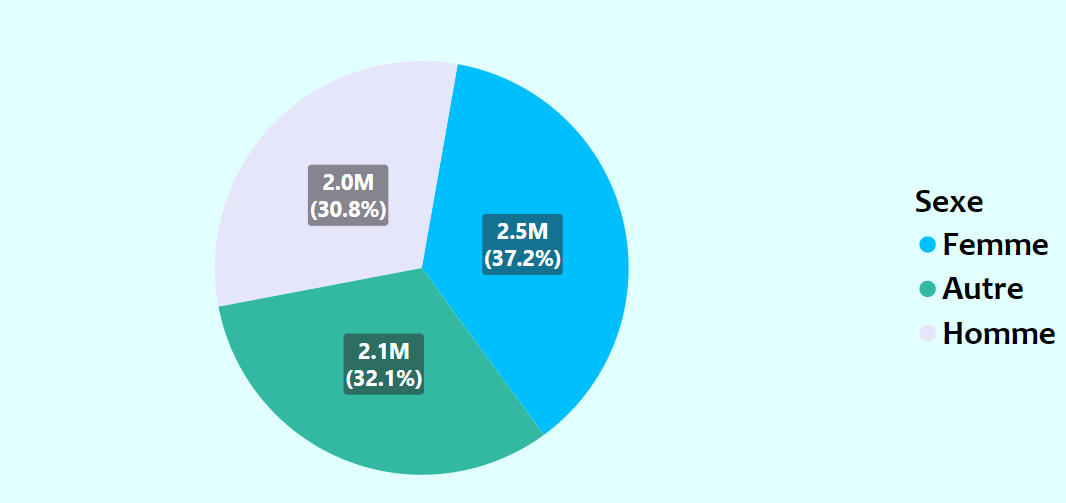 2.0M
(30.8%)
2.5M
(37.2%)
2.1M
(32.1%)
Sexe
Femme
Autre
Homme